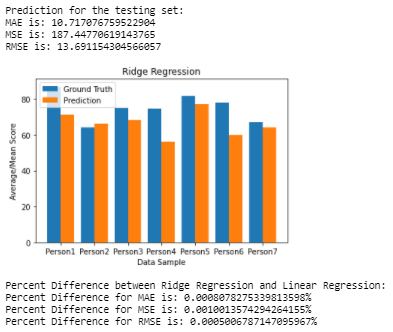 Prediction for the testing set:
MAE is: 10.717076759522904
MSE is: 187.44770619143765
RMSE is: 13.691154304566057
Ridge Regression
Ground Truth
Prediction
Average/Mean Score
80
60
40
20
0
Person1 Person2 Person3 Person4 Person5 Person6 Person7
Data Sample
Percent Difference between Ridge Regression and Linear Regression:
Percent Difference for MAE is: 0.0008078275339813598%
Percent Difference for MSE is: 0.0010013574294264155%
Percent Difference for RMSE is: 0.0005006787147095967%